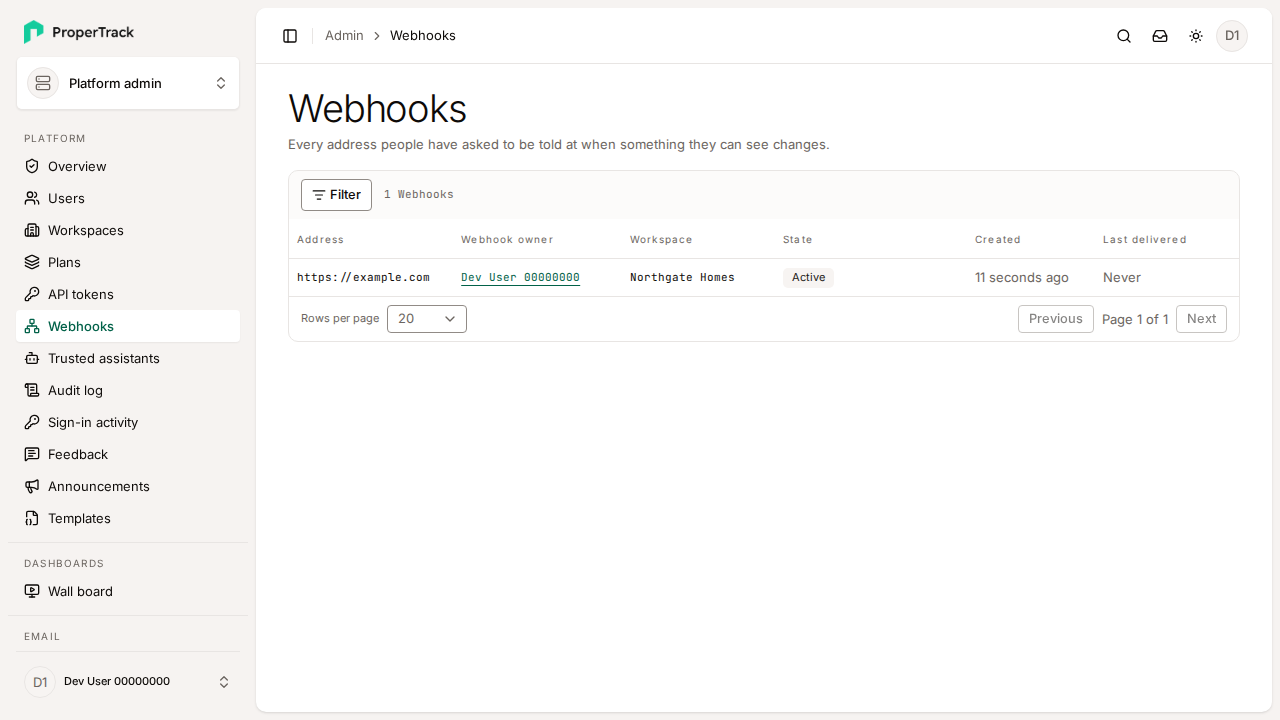 ProperTrack
Platform admin
PLATFORM
Overview
Users
Workspaces
Plans
API tokens
Webhooks
Trusted assistants
Audit log
Sign-in activity
Feedback
Announcements
Templates
DASHBOARDS
Wall board
EMAIL
D1 Dev User 00000000
Admin > Webhooks
D1
Webhooks
Every address people have asked to be told at when something they can see changes.
Filter 1 Webhooks
Address Webhook owner Workspace State Created Last delivered
https://example.com Dev User 00000000 Northgate Homes Active 11 seconds ago Never
Rows per page 20 Previous Page 1 of 1 Next